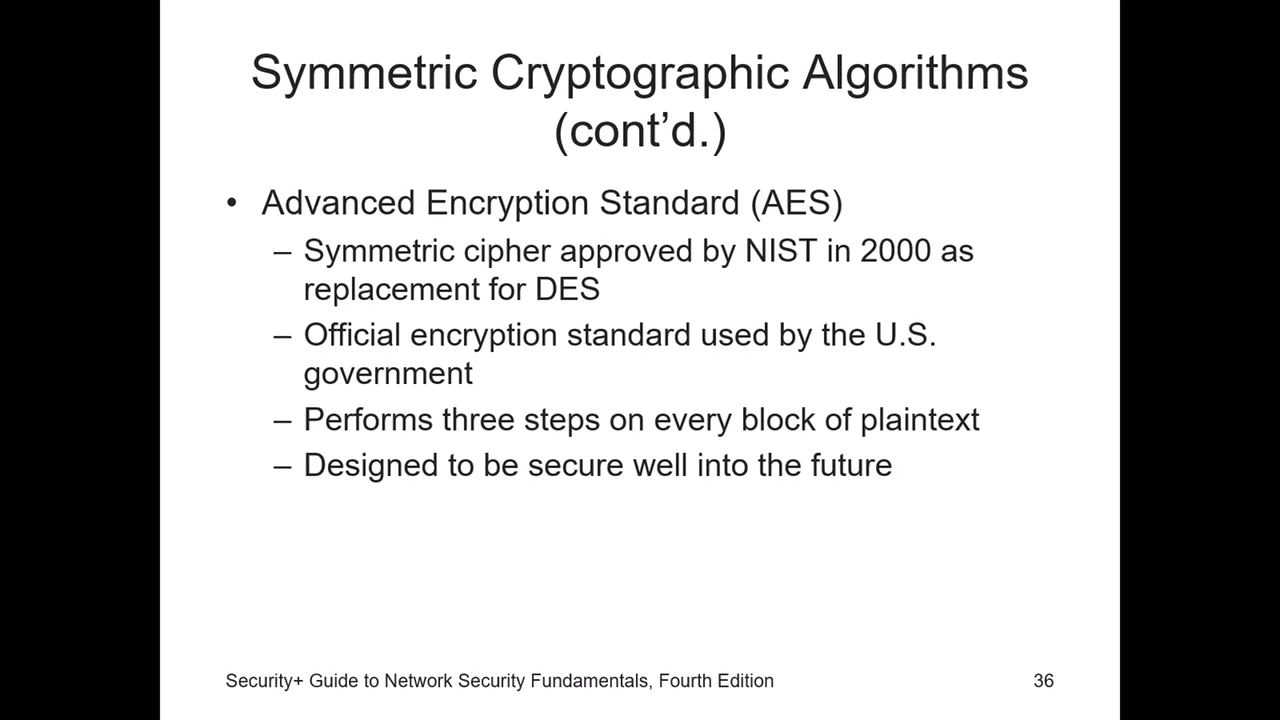 Symmetric Cryptographic Algorithms
(cont’d.)
• Advanced Encryption Standard (AES)
– Symmetric cipher approved by NIST in 2000 as
replacement for DES
– Official encryption standard used by the U.S.
government
– Performs three steps on every block of plaintext
– Designed to be secure well into the future
Security+ Guide to Network Security Fundamentals, Fourth Edition
36